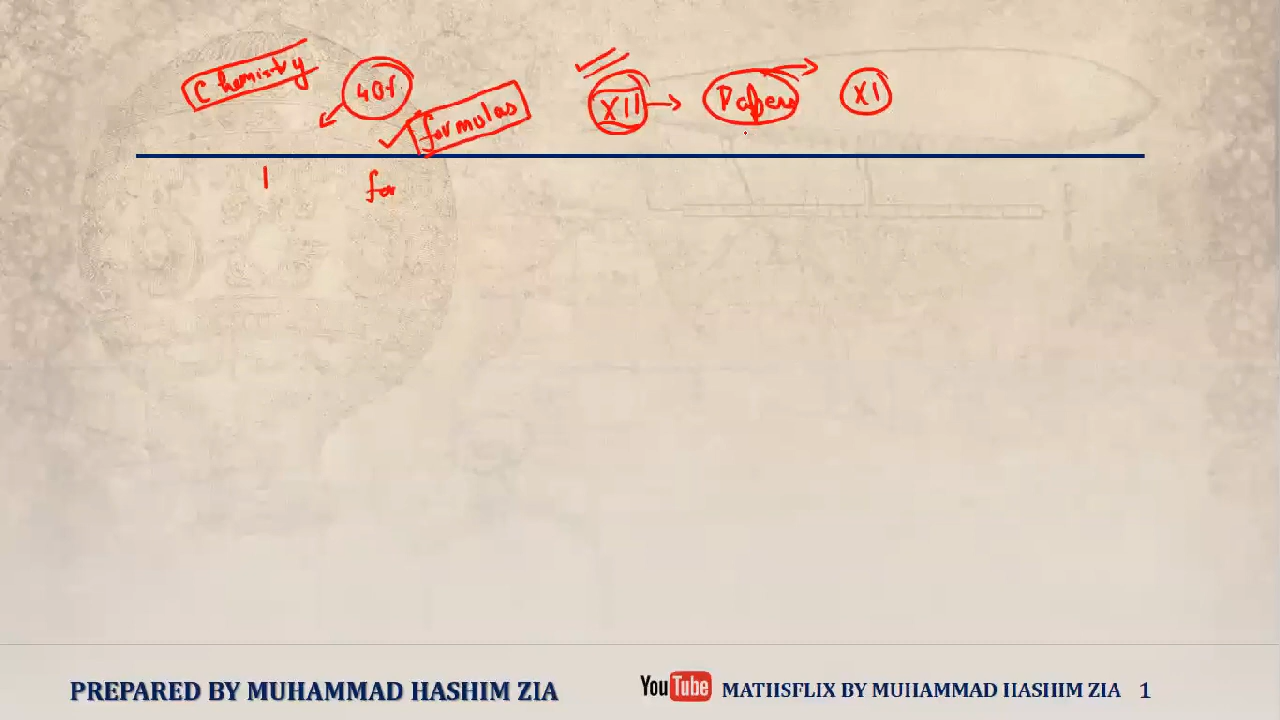 Chemistry 40% formulas XII → Papers → XI
1 for
PREPARED BY MUHAMMAD HASHIM ZIA
YouTube MATHSFLIX BY MUHAMMAD HASHIM ZIA 1